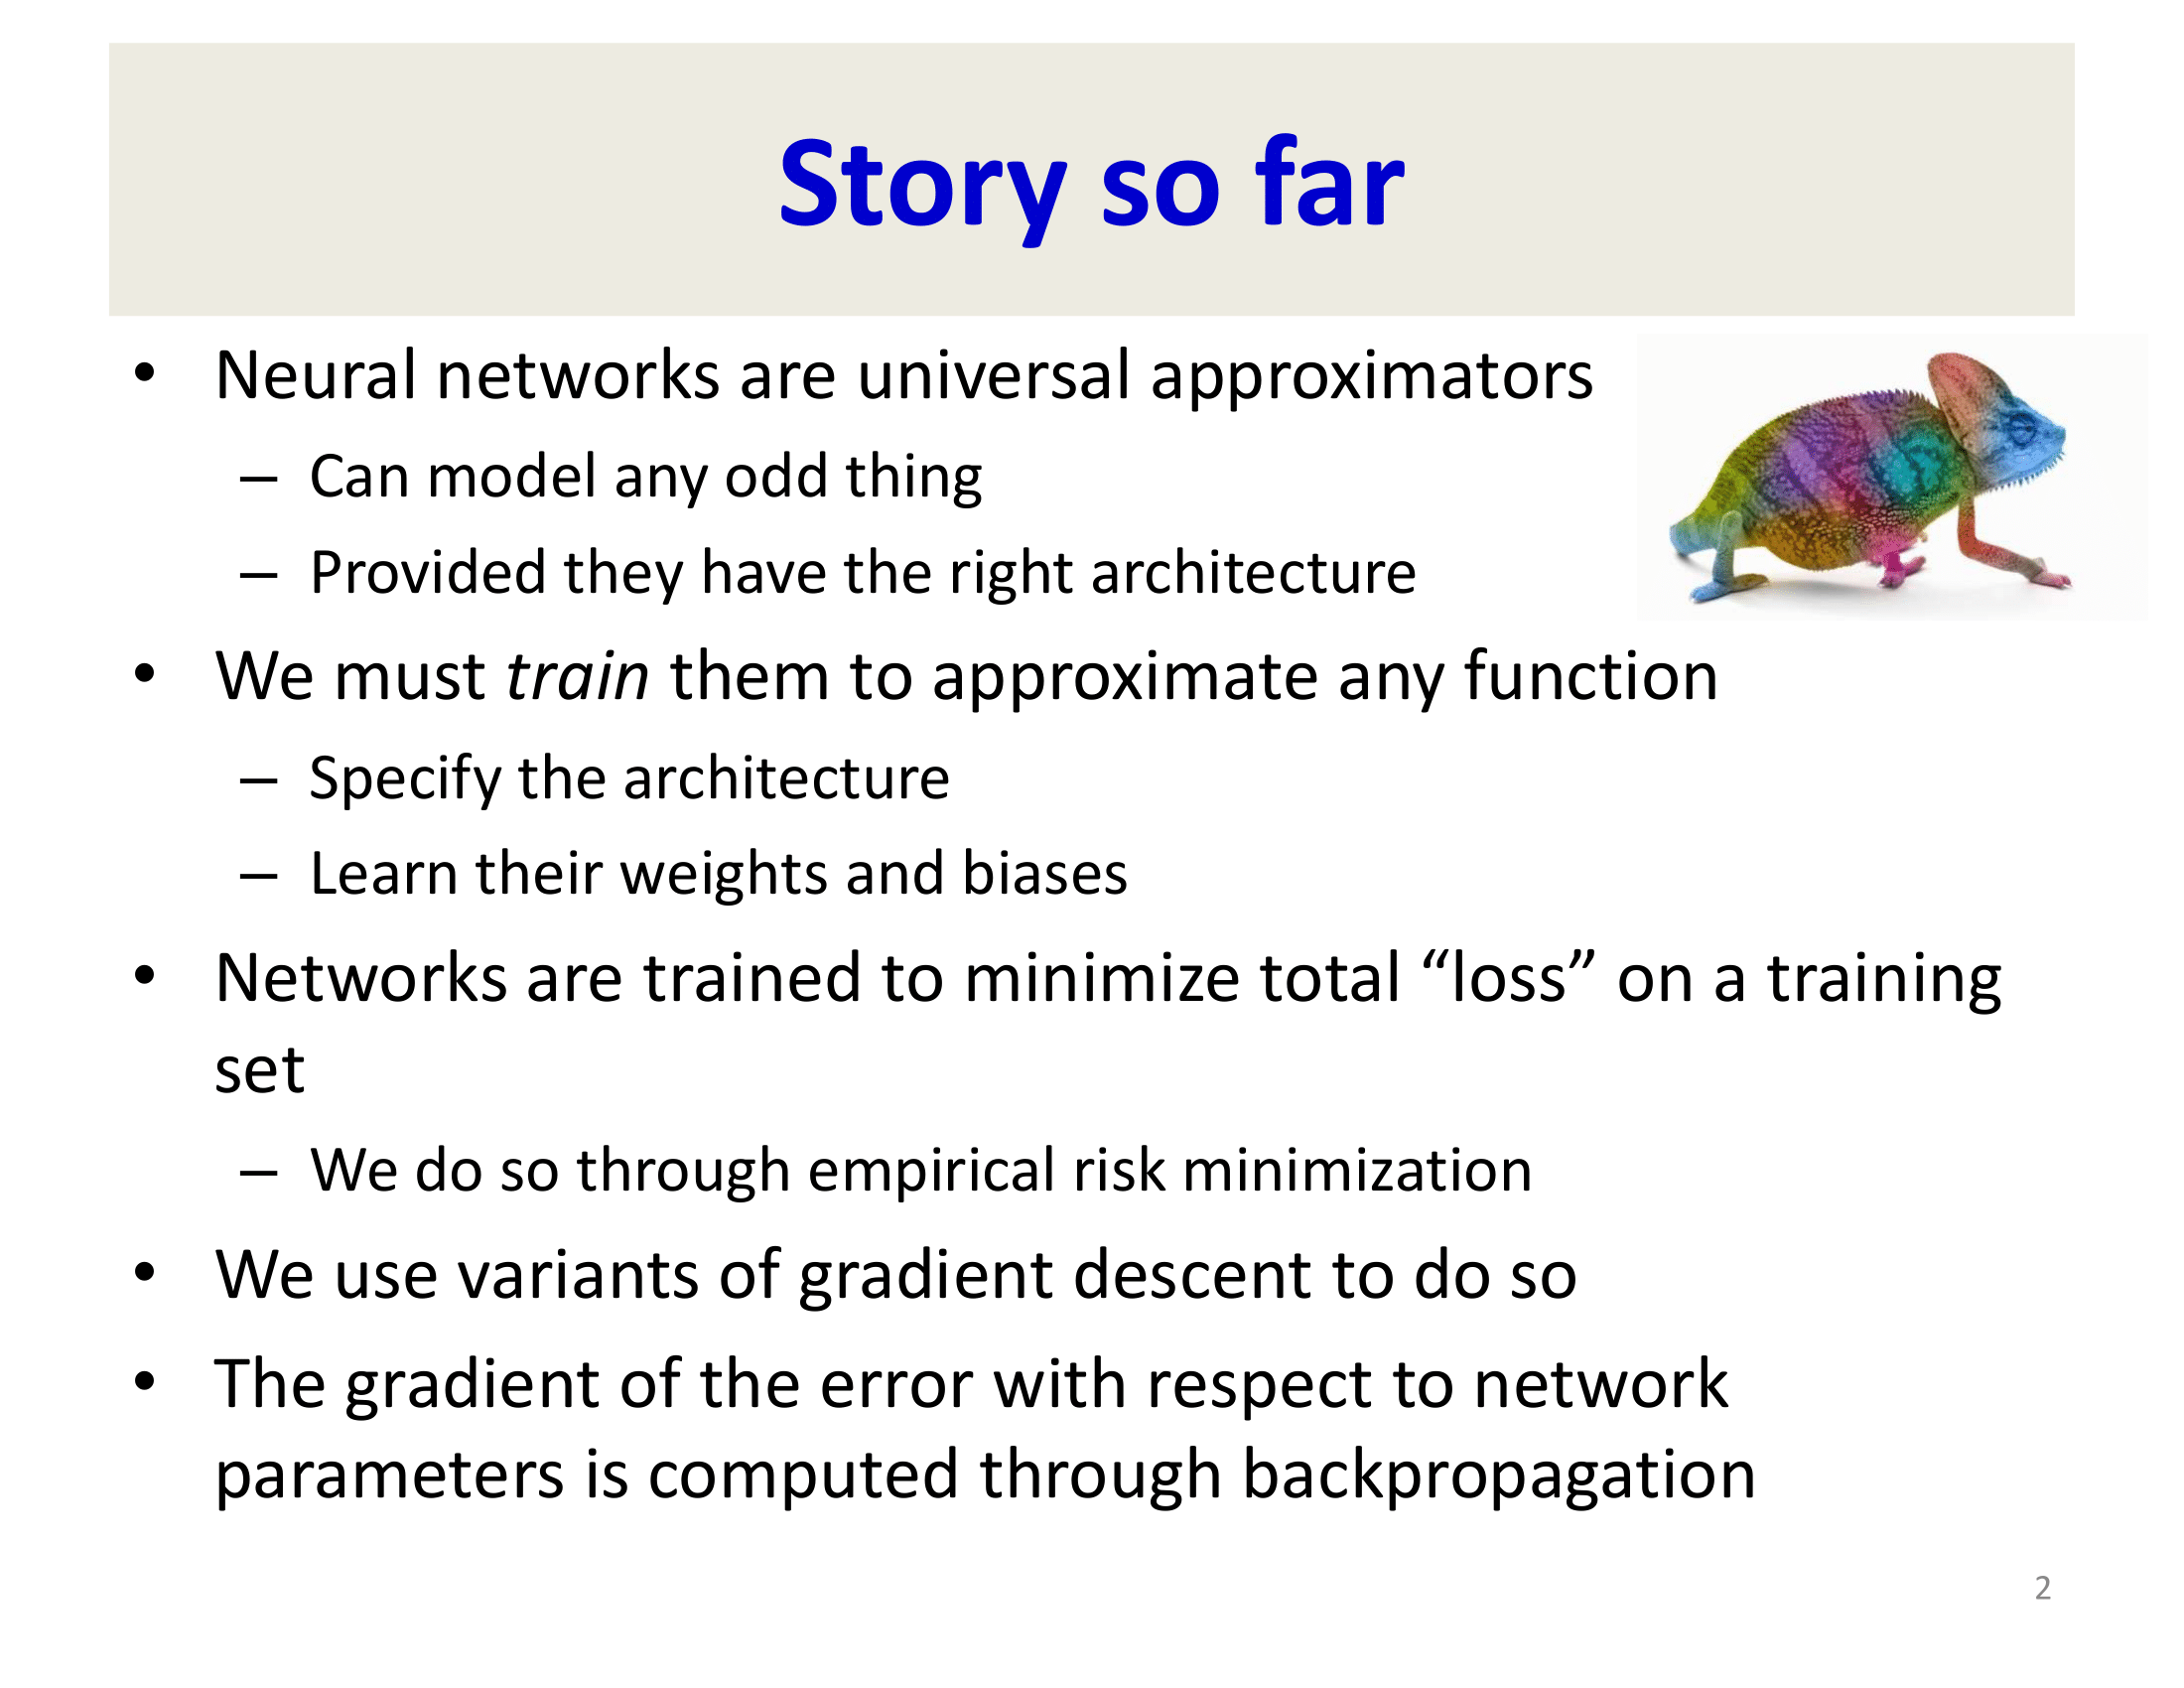 Story so far
• Neural networks are universal approximators
– Can model any odd thing
– Provided they have the right architecture
• We must train them to approximate any function
– Specify the architecture
– Learn their weights and biases
• Networks are trained to minimize total “loss” on a training
set
– We do so through empirical risk minimization
• We use variants of gradient descent to do so
• The gradient of the error with respect to network
parameters is computed through backpropagation
2